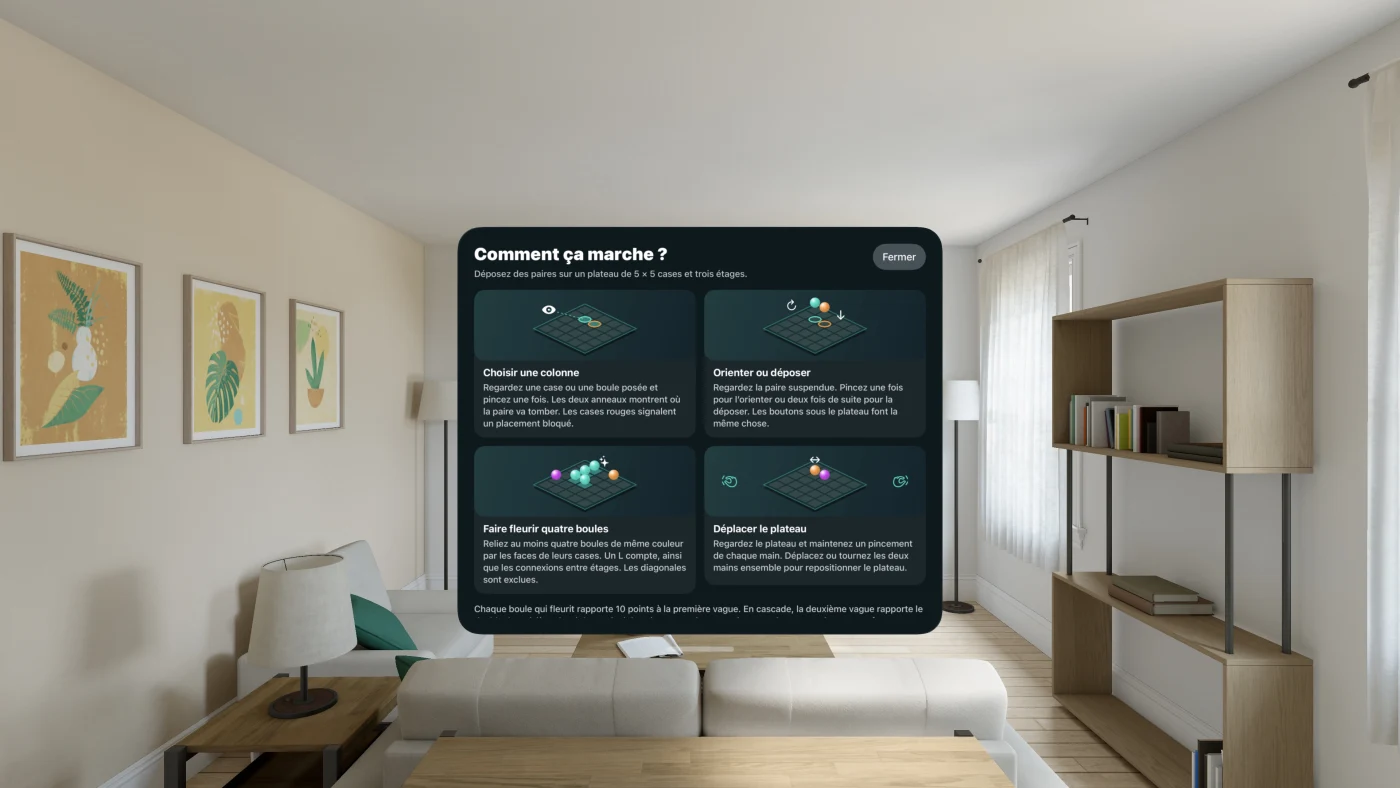 Comment ça marche ?
Fermer
Déposez des paires sur un plateau de 5 × 5 cases et trois étages.
Choisir une colonne
Regardez une case ou une boule posée et
pincez une fois. Les deux anneaux montrent où
la paire va tomber. Les cases rouges signalent
un placement bloqué.
Orienter ou déposer
Regardez la paire suspendue. Pincez une fois
pour l'orienter ou deux fois de suite pour la
déposer. Les boutons sous le plateau font la
même chose.
Faire fleurir quatre boules
Reliez au moins quatre boules de même couleur
par les faces de leurs cases. Un L compte, ainsi
que les connexions entre étages. Les diagonales
sont exclues.
Déplacer le plateau
Regardez le plateau et maintenez un pincement
de chaque main. Déplacez ou tournez les deux
mains ensemble pour repositionner le plateau.
Chaque boule qui fleurit rapporte 10 points à la première vague. En cascade, la deuxième vague rapporte le